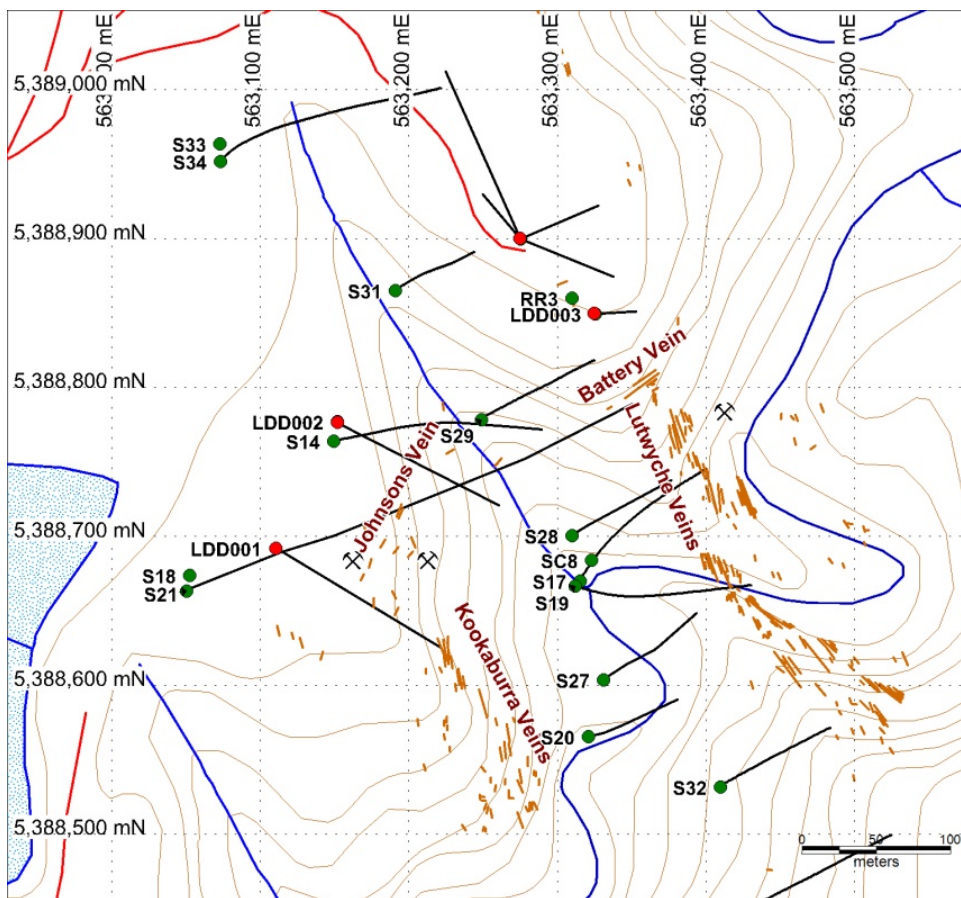 563,000 mE
563,100 mE
563,200 mE
563,300 mE
563,400 mE
563,500 mE
5,389,000 mN
S33
S34
5,388,900 mN
S31
RR3
LDD003
Battery Vein
5,388,800 mN
LDD002
S14
S29
Johnsons Vein
Lutwyche Veins
5,388,700 mN
LDD001
S28
SC8
S18
S17
S21
S19
Kookaburra Veins
5,388,600 mN
S27
S20
S32
5,388,500 mN
0 50 100
meters